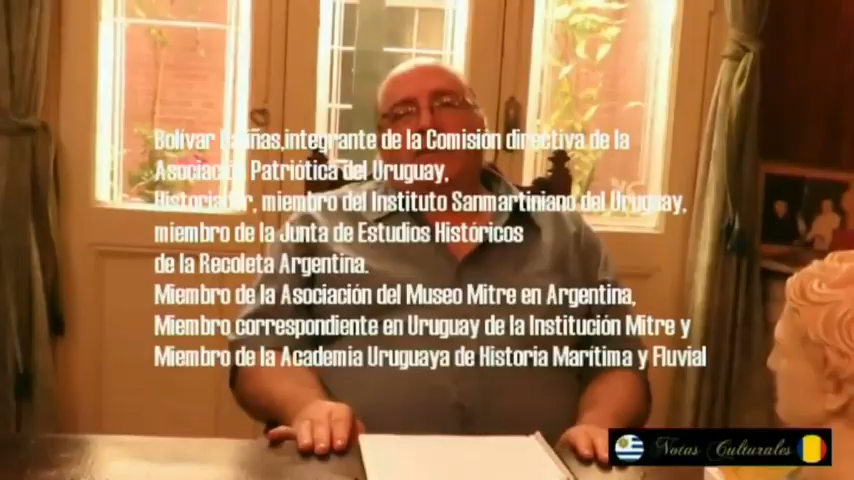 Bolívar integrante de la Comisión directiva de la
Asociación Patriótica del Uruguay,
Historiador, miembro del Instituto Sanmartiniano del Uruguay,
miembro de la Junta de Estudios Históricos
de la Recoleta Argentina.
Miembro de la Asociación del Museo Mitre en Argentina,
Miembro correspondiente en Uruguay de la Institución Mitre y
Miembro de la Academia Uruguaya de Historia Marítima y Fluvial
Notas Culturales